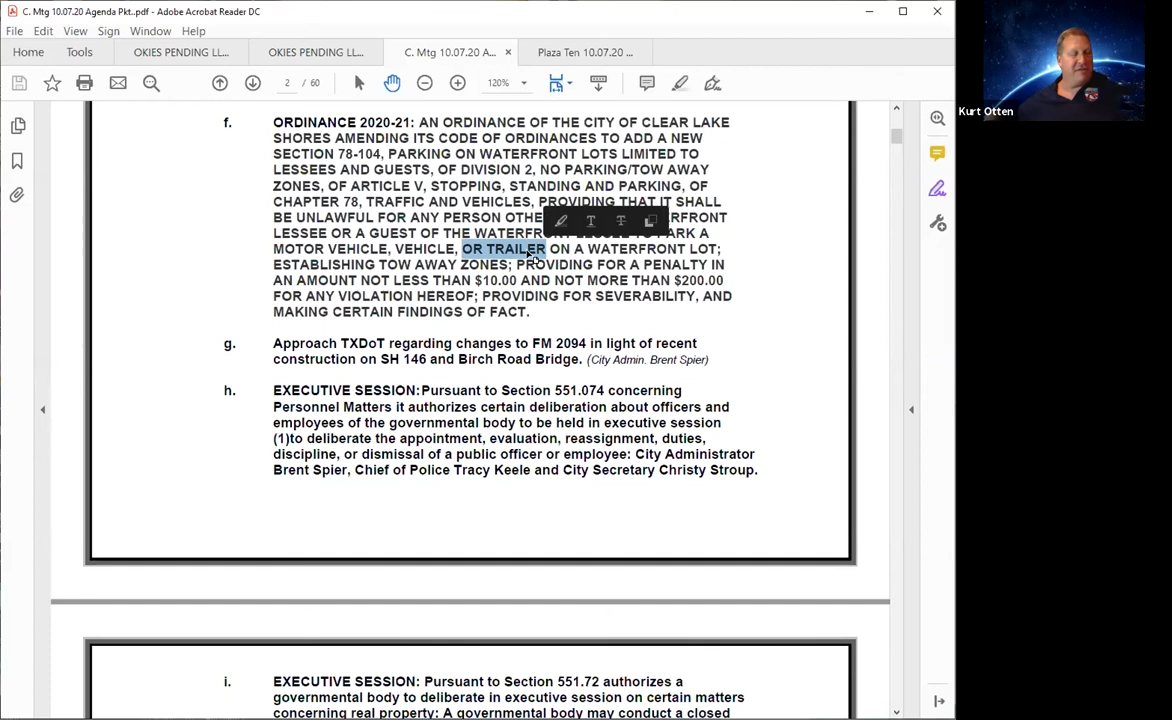 C. Mtg 10.07.20 Agenda Pkt..pdf - Adobe Acrobat Reader DC
File Edit View Sign Window Help
Home Tools OKIES PENDING LL... OKIES PENDING LL... C. Mtg 10.07.20 A... × Plaza Ten 10.07.20 ...
2 / 60 120%
Kurt Otten
f. ORDINANCE 2020-21: AN ORDINANCE OF THE CITY OF CLEAR LAKE
SHORES AMENDING ITS CODE OF ORDINANCES TO ADD A NEW
SECTION 78-104, PARKING ON WATERFRONT LOTS LIMITED TO
LESSEES AND GUESTS, OF DIVISION 2, NO PARKING/TOW AWAY
ZONES, OF ARTICLE V, STOPPING, STANDING AND PARKING, OF
CHAPTER 78, TRAFFIC AND VEHICLES, PROVIDING THAT IT SHALL
BE UNLAWFUL FOR ANY PERSON OTHE RFRONT
LESSEE OR A GUEST OF THE WATERFRONT LESSEE TO PARK A
MOTOR VEHICLE, VEHICLE, OR TRAILER ON A WATERFRONT LOT;
ESTABLISHING TOW AWAY ZONES; PROVIDING FOR A PENALTY IN
AN AMOUNT NOT LESS THAN $10.00 AND NOT MORE THAN $200.00
FOR ANY VIOLATION HEREOF; PROVIDING FOR SEVERABILITY, AND
MAKING CERTAIN FINDINGS OF FACT.
g. Approach TXDoT regarding changes to FM 2094 in light of recent
construction on SH 146 and Birch Road Bridge. (City Admin. Brent Spier)
h. EXECUTIVE SESSION: Pursuant to Section 551.074 concerning
Personnel Matters it authorizes certain deliberation about officers and
employees of the governmental body to be held in executive session
(1)to deliberate the appointment, evaluation, reassignment, duties,
discipline, or dismissal of a public officer or employee: City Administrator
Brent Spier, Chief of Police Tracy Keele and City Secretary Christy Stroup.
i. EXECUTIVE SESSION: Pursuant to Section 551.72 authorizes a
governmental body to deliberate in executive session on certain matters
concerning real property: A governmental body may conduct a closed